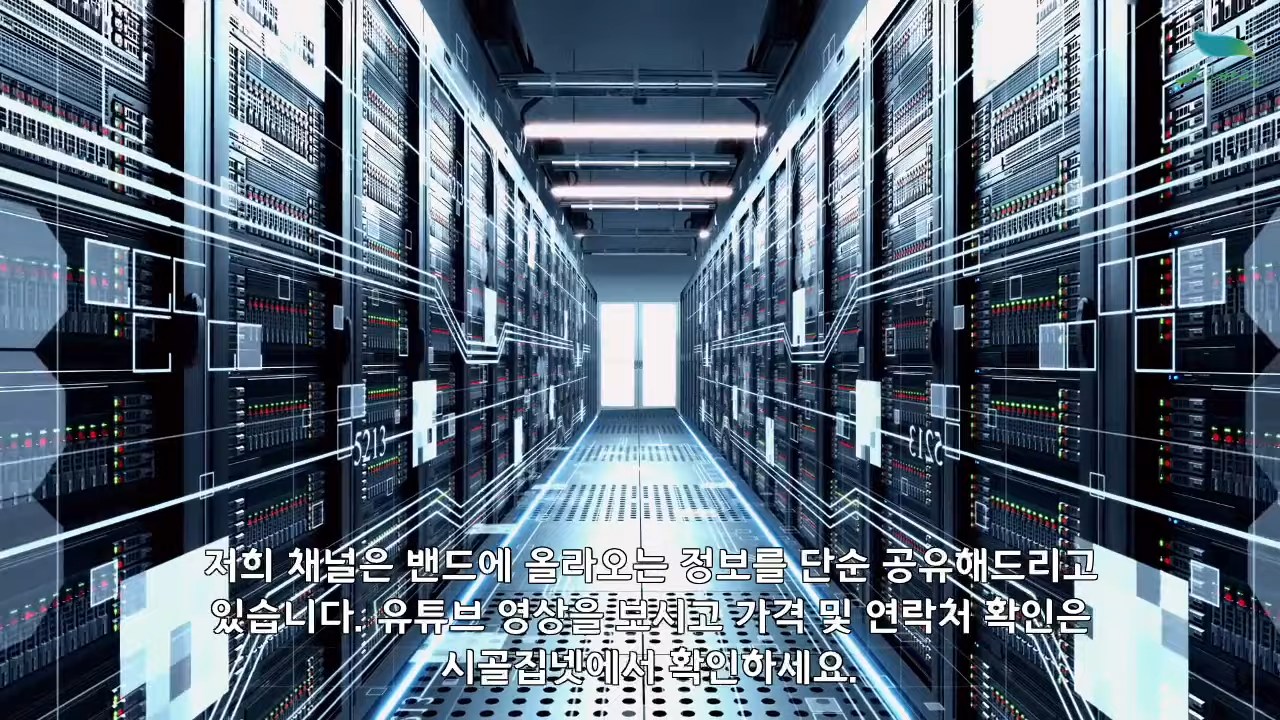 5213
저희 채널은 밴드에 올라오는 정보를 단순 공유해드리고
있습니다. 유튜브 영상을 보시고 가격 및 연락처 확인은
시골집넷에서 확인하세요.